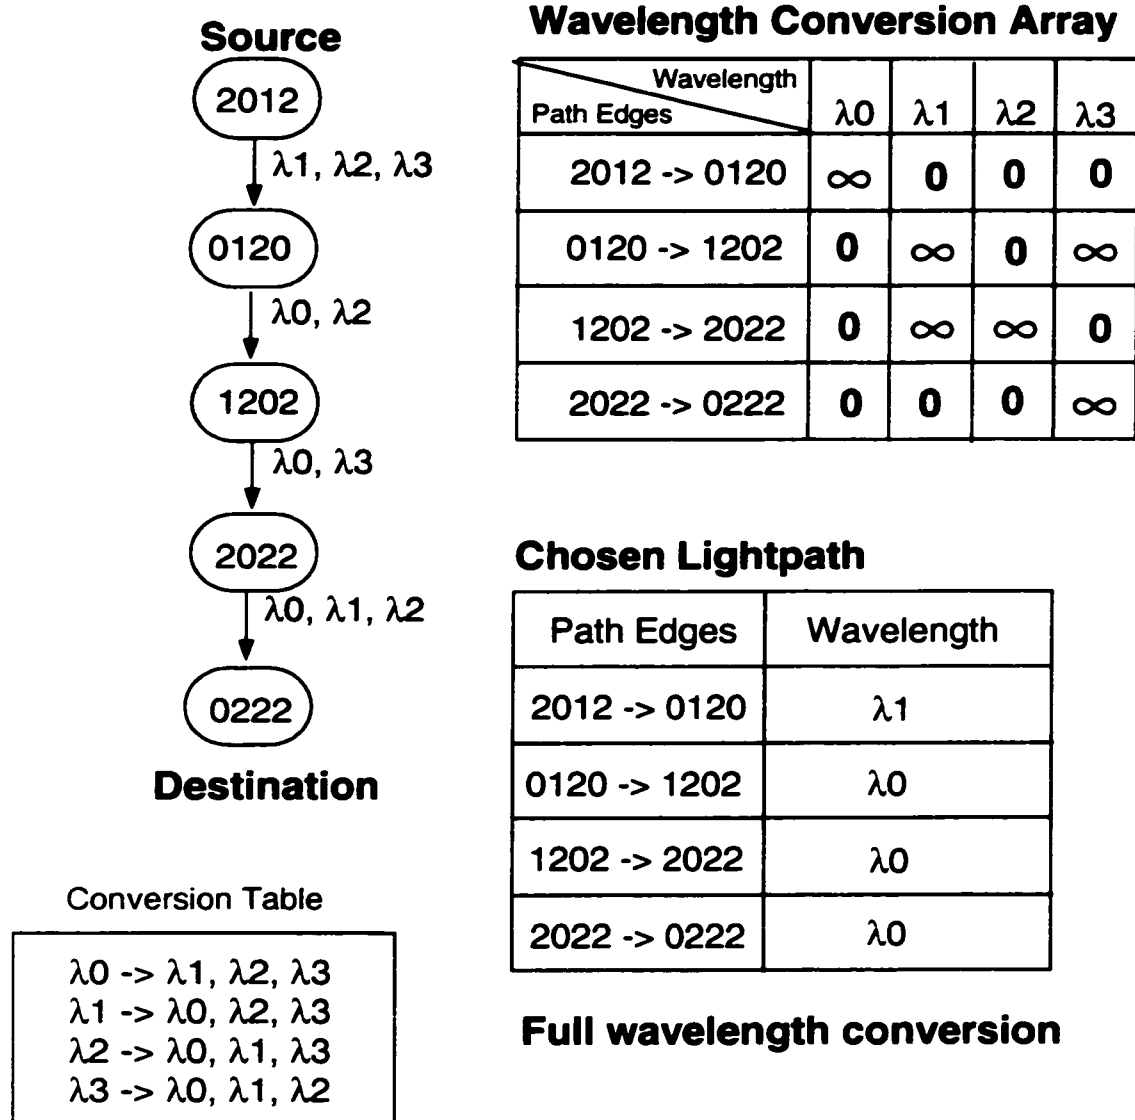 Source
2012
λ1, λ2, λ3
0120
λ0, λ2
1202
λ0, λ3
2022
λ0, λ1, λ2
0222
Destination
Conversion Table
λ0 -> λ1, λ2, λ3
λ1 -> λ0, λ2, λ3
λ2 -> λ0, λ1, λ3
λ3 -> λ0, λ1, λ2
Wavelength Conversion Array
Wavelength
Path Edges λ0 λ1 λ2 λ3
2012 -> 0120 ∞ 0 0 0
0120 -> 1202 0 ∞ 0 ∞
1202 -> 2022 0 ∞ ∞ 0
2022 -> 0222 0 0 0 ∞
Chosen Lightpath
Path Edges Wavelength
2012 -> 0120 λ1
0120 -> 1202 λ0
1202 -> 2022 λ0
2022 -> 0222 λ0
Full wavelength conversion